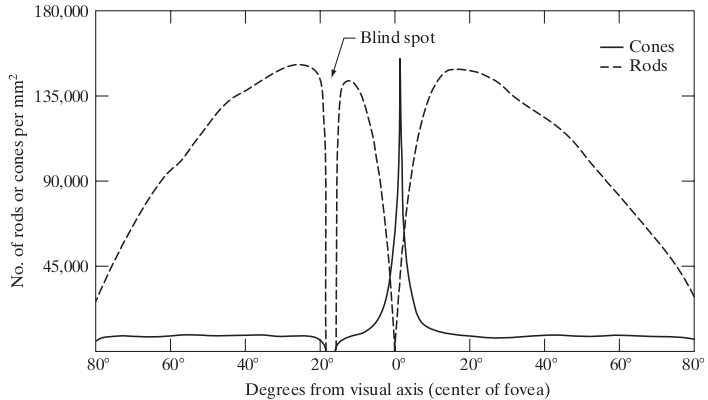 180,000
135,000
90,000
45,000
No. of rods or cones per mm²
Blind spot
Cones
Rods
80° 60° 40° 20° 0° 20° 40° 60° 80°
Degrees from visual axis (center of fovea)